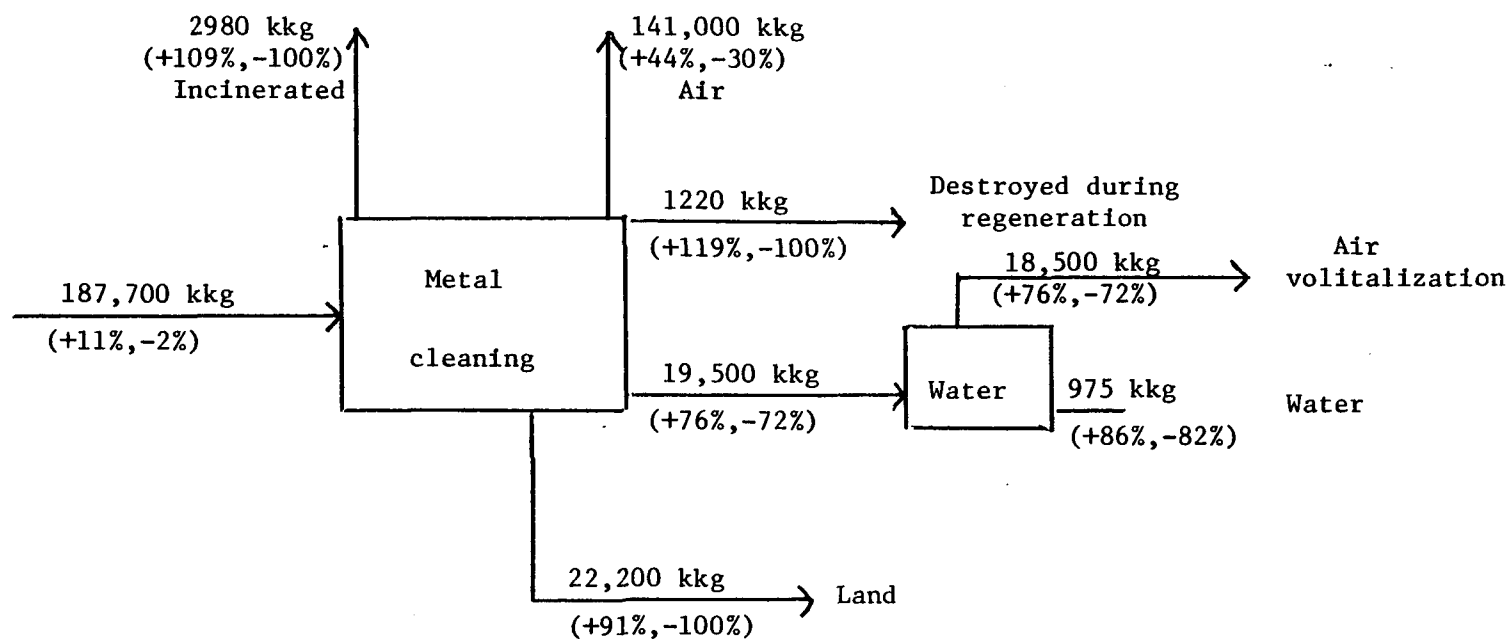 2980 kkg
(+109%,-100%)
Incinerated
141,000 kkg
(+44%,-30%)
Air
1220 kkg
(+119%,-100%)
Destroyed during
regeneration
187,700 kkg
(+11%,-2%)
Metal
cleaning
18,500 kkg
(+76%,-72%)
Air
volitalization
19,500 kkg
(+76%,-72%)
Water
975 kkg
(+86%,-82%)
Water
22,200 kkg
(+91%,-100%)
Land